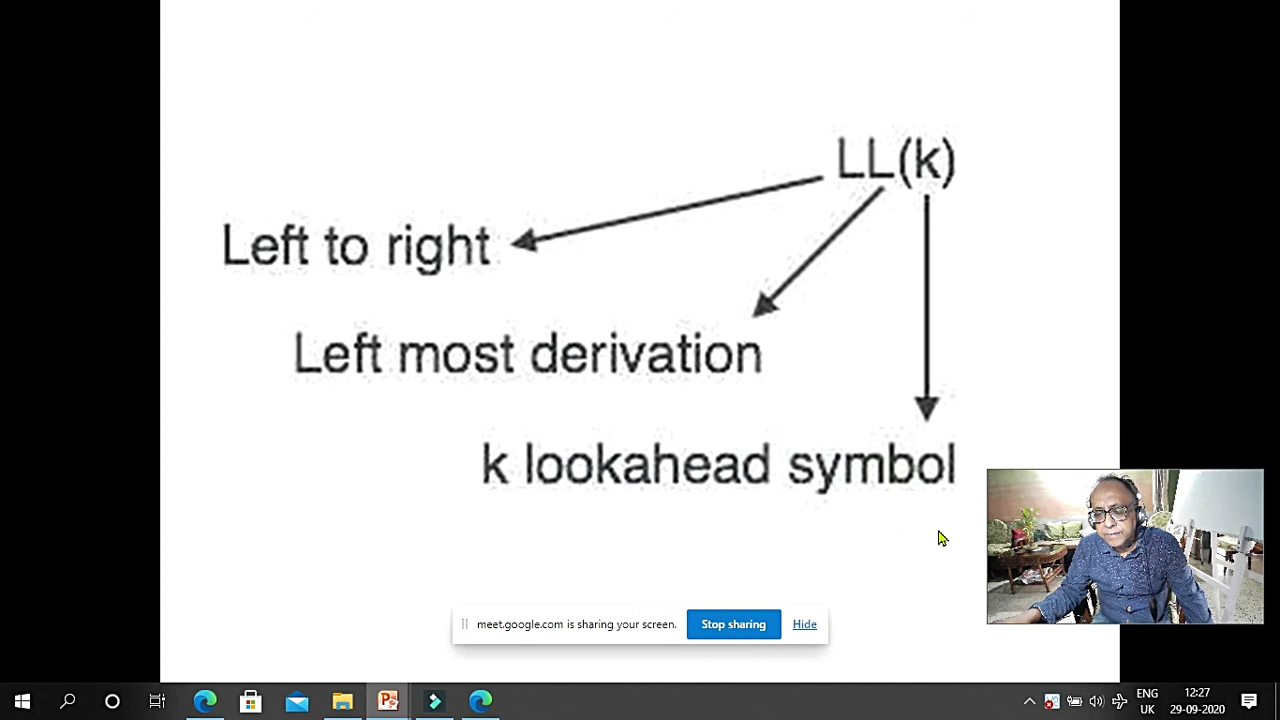 LL(k)
Left to right
Left most derivation
k lookahead symbol
meet.google.com is sharing your screen.
Stop sharing
Hide
ENG
UK
12:27
29-09-2020